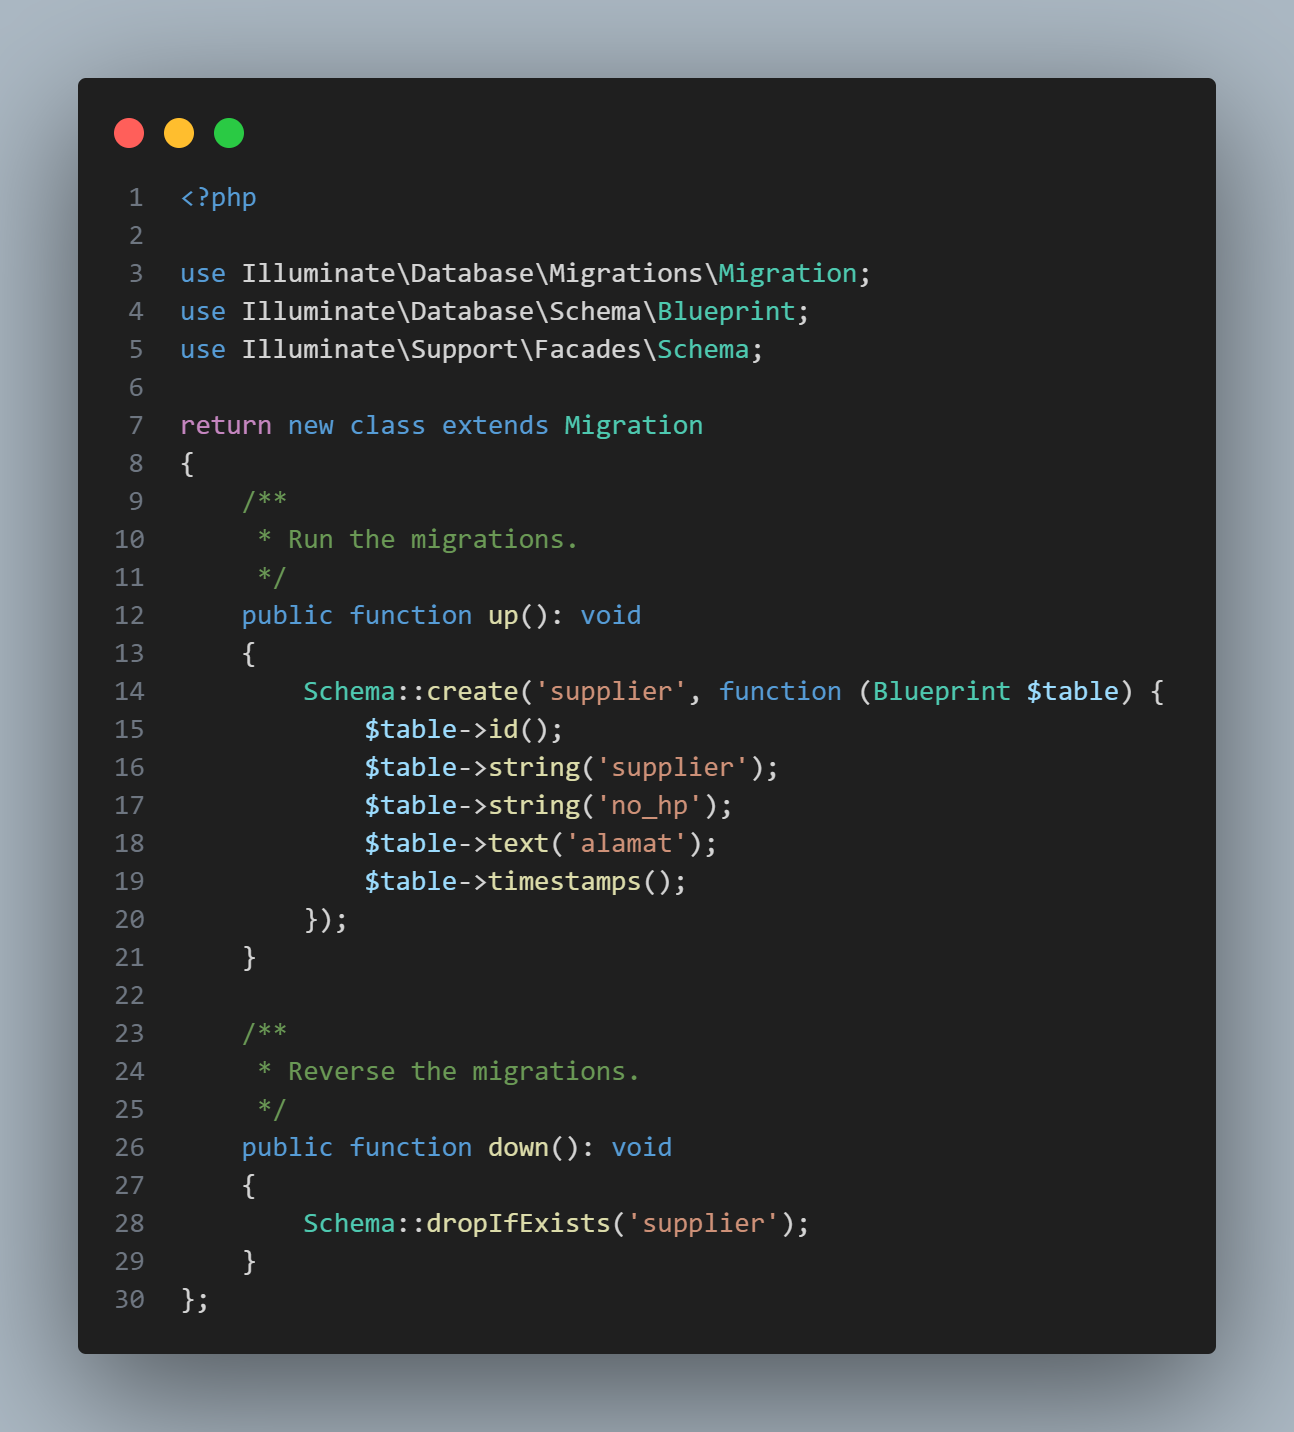 1 <?php
2
3 use Illuminate\Database\Migrations\Migration;
4 use Illuminate\Database\Schema\Blueprint;
5 use Illuminate\Support\Facades\Schema;
6
7 return new class extends Migration
8 {
9     /**
10      * Run the migrations.
11      */
12     public function up(): void
13     {
14         Schema::create('supplier', function (Blueprint $table) {
15             $table->id();
16             $table->string('supplier');
17             $table->string('no_hp');
18             $table->text('alamat');
19             $table->timestamps();
20         });
21     }
22
23     /**
24      * Reverse the migrations.
25      */
26     public function down(): void
27     {
28         Schema::dropIfExists('supplier');
29     }
30 };